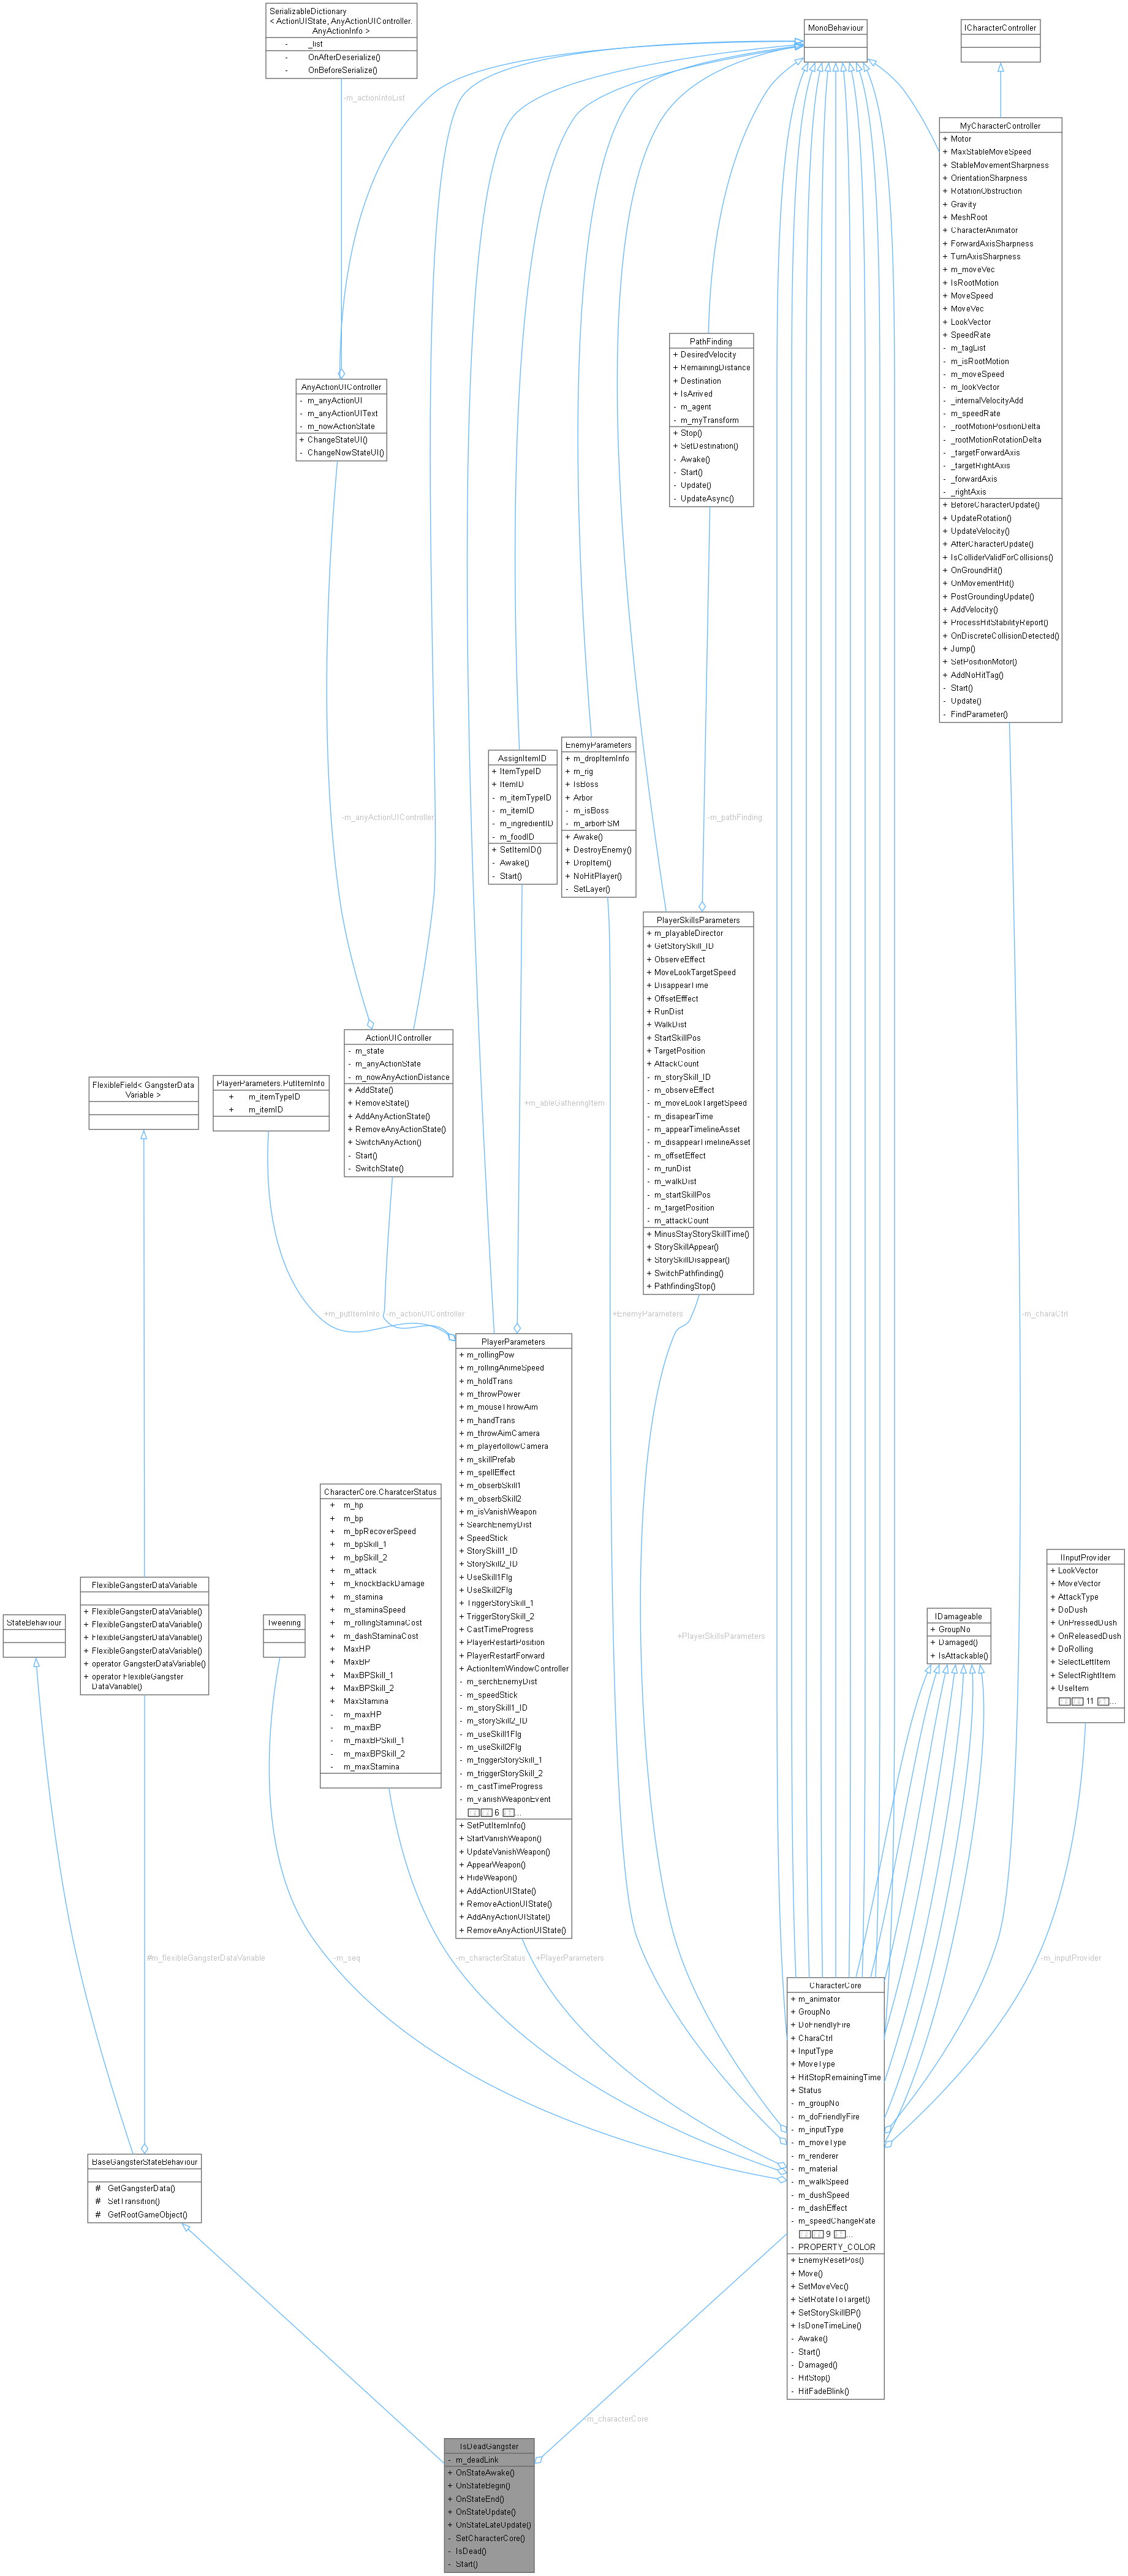 SerializableDictionary
< ActionUIState, AnyActionUIController.
AnyActionInfo >
- _list
- OnAfterDeserialize()
- OnBeforeSerialize()
MonoBehaviour
ICharacterController
-m_actionIntoList
MyCharacterController
+ Motor
+ MaxStableMoveSpeed
+ StableMovementSharpness
+ OrientationSharpness
+ RotationObstruction
+ Gravity
+ MeshRoot
+ CharacterAnimator
+ ForwardAxisSharpness
+ TurnAxisSharpness
+ m_moveVec
+ IsRootMotion
+ MoveSpeed
+ MoveVec
+ LookVector
+ SpeedRate
- m_tagList
- m_isRootMotion
- m_moveSpeed
- m_lookVector
- _internalVelocityAdd
- m_speedRate
- _rootMotionPositionDelta
- _rootMotionRotationDelta
- _targetForwardAxis
- _targetRightAxis
- _forwardAxis
- _rightAxis
+ BeforeCharacterUpdate()
+ UpdateRotation()
+ UpdateVelocity()
+ AfterCharacterUpdate()
+ IsColliderValidForCollisions()
+ OnGroundHit()
+ OnMovementHit()
+ PostGroundingUpdate()
+ AddVelocity()
+ ProcessHitStabilityReport()
+ OnDiscreteCollisionDetected()
+ Jump()
+ SetPositionMotor()
+ AddNoHitTag()
- Start()
- Update()
- FindParameter()
PathFinding
+ DesiredVelocity
+ RemainingDistance
+ Destination
+ IsArrived
- m_agent
- m_myTransform
+ Stop()
+ SetDestination()
- Awake()
- Start()
- Update()
- UpdateAsync()
AnyActionUIController
- m_anyActionUI
- m_anyActionUIText
- m_nowActionState
+ ChangeStateUI()
- ChangeNowStateUI()
AssignItemID
+ ItemTypeID
+ ItemID
- m_itemTypeID
- m_itemID
- m_ingredientID
- m_foodID
+ SetItemID()
- Awake()
- Start()
EnemyParameters
+ m_dropItemInfo
+ m_rig
+ IsBoss
+ Arbor
- m_isBoss
- m_arborFSM
+ Awake()
+ DestroyEnemy()
+ DropItem()
+ NoHitPlayer()
- SetLayer()
-m_anyActionUIController
-m_pathFinding
PlayerSkillsParameters
+ m_playableDirector
+ GetStorySkill_ID
+ ObserveEffect
+ MoveLookTargetSpeed
+ DisappearTime
+ OffsetEfffect
+ RunDist
+ WalkDist
+ StartSkillPos
+ TargetPosition
+ AttackCount
- m_storySkill_ID
- m_observeEffect
- m_moveLookTargetSpeed
- m_disapearTime
- m_appearTimelineAsset
- m_disappearTimelineAsset
- m_offsetEffect
- m_runDist
- m_walkDist
- m_startSkillPos
- m_targetPosition
- m_attackCount
+ MinusStayStorySkillTime()
+ StorySkillAppear()
+ StorySkillDisappear()
+ SwitchPathfinding()
+ PathfindingStop()
ActionUIController
- m_state
- m_anyActionState
- m_nowAnyActionDistance
+ AddState()
+ RemoveState()
+ AddAnyActionState()
+ RemoveAnyActionState()
+ SwitchAnyAction()
- Start()
- SwitchState()
FlexibleField< GangsterData
Variable >
PlayerParameters.PutItemInfo
+ m_itemTypeID
+ m_itemID
+m_ableGatheringItem
+m_putItemInfo
-m_actionUIController
+EnemyParameters
-m_charaCtrl
PlayerParameters
+ m_rollingPow
+ m_rollingAnimeSpeed
+ m_holdTrans
+ m_throwPower
+ m_mouseThrowAim
+ m_handTrans
+ m_throwAimCamera
+ m_playerfollowCamera
+ m_skillPrefab
+ m_spellEffect
+ m_obserbSkill1
+ m_obserbSkill2
+ m_isVanishWeapon
+ SearchEnemyDist
+ SpeedStick
+ StorySkill1_ID
+ StorySkill2_ID
+ UseSkill1Flg
+ UseSkill2Flg
+ TriggerStorySkill_1
+ TriggerStorySkill_2
+ CastTimeProgress
+ PlayerRestartPosition
+ PlayerRestartForward
+ ActionItemWindowController
- m_serchEnemyDist
- m_speedStick
- m_storySkill1_ID
- m_storySkill2_ID
- m_useSkill1Flg
- m_useSkill2Flg
- m_triggerStorySkill_1
- m_triggerStorySkill_2
- m_castTimeProgress
- m_vanishWeaponEvent
6 ...
+ SetPutItemInfo()
+ StartVanishWeapon()
+ UpdateVanishWeapon()
+ AppearWeapon()
+ HideWeapon()
+ AddActionUIState()
+ RemoveActionUIState()
+ AddAnyActionUIState()
+ RemoveAnyActionUIState()
CharacterCore.CharatcerStatus
+ m_hp
+ m_bp
+ m_bpRecoverSpeed
+ m_bpSkill_1
+ m_bpSkill_2
+ m_attack
+ m_knockBackDamage
+ m_stamina
+ m_staminaSpeed
+ m_rollingStaminaCost
+ m_dashStaminaCost
+ MaxHP
+ MaxBP
+ MaxBPSkill_1
+ MaxBPSkill_2
+ MaxStamina
- m_maxHP
- m_maxBP
- m_maxBPSkill_1
- m_maxBPSkill_2
- m_maxStamina
IInputProvider
+ LookVector
+ MoveVector
+ AttackType
+ DoDush
+ OnPressedDush
+ OnReleasedDush
+ DoRolling
+ SelectLeftItem
+ SelectRightItem
+ UseItem
11 ...
FlexibleGangsterDataVariable
+ FlexibleGangsterDataVariable()
+ FlexibleGangsterDataVariable()
+ FlexibleGangsterDataVariable()
+ FlexibleGangsterDataVariable()
+ operator GangsterDataVariable()
+ operator FlexibleGangster
DataVariable()
StateBehaviour
Tweening
IDamageable
+ GroupNo
+ Damaged()
+ IsAttackable()
+PlayerSkillsParameters
#m_flexibleGangsterDataVariable
-m_seq
-m_characterStatus
+PlayerParameters
-m_inputProvider
CharacterCore
+ m_animator
+ GroupNo
+ DoFriendlyFire
+ CharaCtrl
+ InputType
+ MoveType
+ HitStopRemainingTime
+ Status
- m_groupNo
- m_doFriendlyFire
- m_inputType
- m_moveType
- m_renderer
- m_material
- m_walkSpeed
- m_dushSpeed
- m_dashEffect
- m_speedChangeRate
9 ...
- PROPERTY_COLOR
+ EnemyResetPos()
+ Move()
+ SetMoveVec()
+ SetRotateToTarget()
+ SetStorySkillBP()
+ IsDoneTimeLine()
- Awake()
- Start()
- Damaged()
- HitStop()
- HitFadeBlink()
BaseGangsterStateBehaviour
# GetGangsterData()
# SetTransition()
# GetRootGameObject()
-m_characterCore
IsDeadGangster
- m_deadLink
+ OnStateAwake()
+ OnStateBegin()
+ OnStateEnd()
+ OnStateUpdate()
+ OnStateLateUpdate()
- SetCharacterCore()
- IsDead()
- Start()